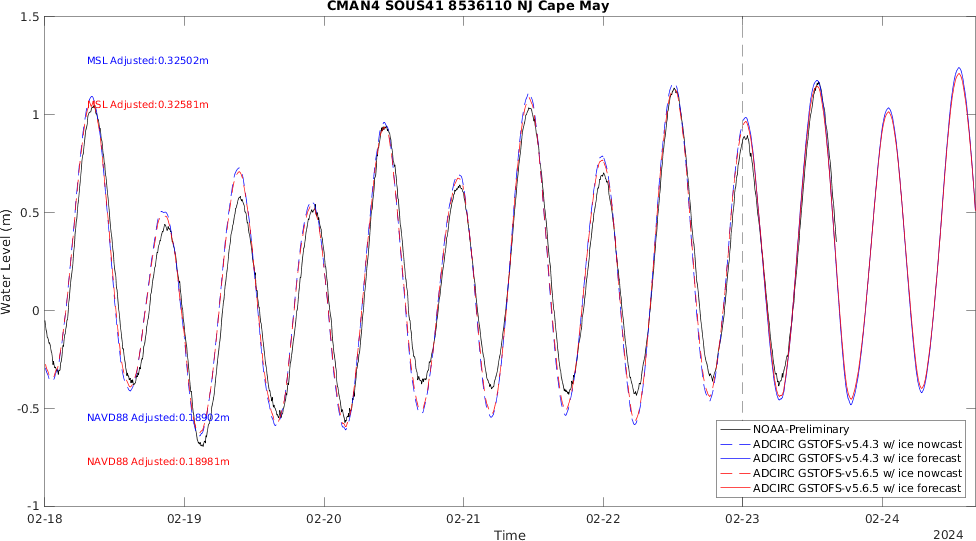 CMAN4 SOUS41 8536110 NJ Cape May
1.5
MSL Adjusted:0.32502m
MSL Adjusted:0.32581m
1
0.5
Water Level (m)
0
-0.5
NAVD88 Adjusted:0.18902m
NAVD88 Adjusted:0.18981m
NOAA-Preliminary
ADCIRC GSTOFS-v5.4.3 w/ ice nowcast
ADCIRC GSTOFS-v5.4.3 w/ ice forecast
ADCIRC GSTOFS-v5.6.5 w/ ice nowcast
ADCIRC GSTOFS-v5.6.5 w/ ice forecast
-1
02-18 02-19 02-20 02-21 02-22 02-23 02-24
Time
2024